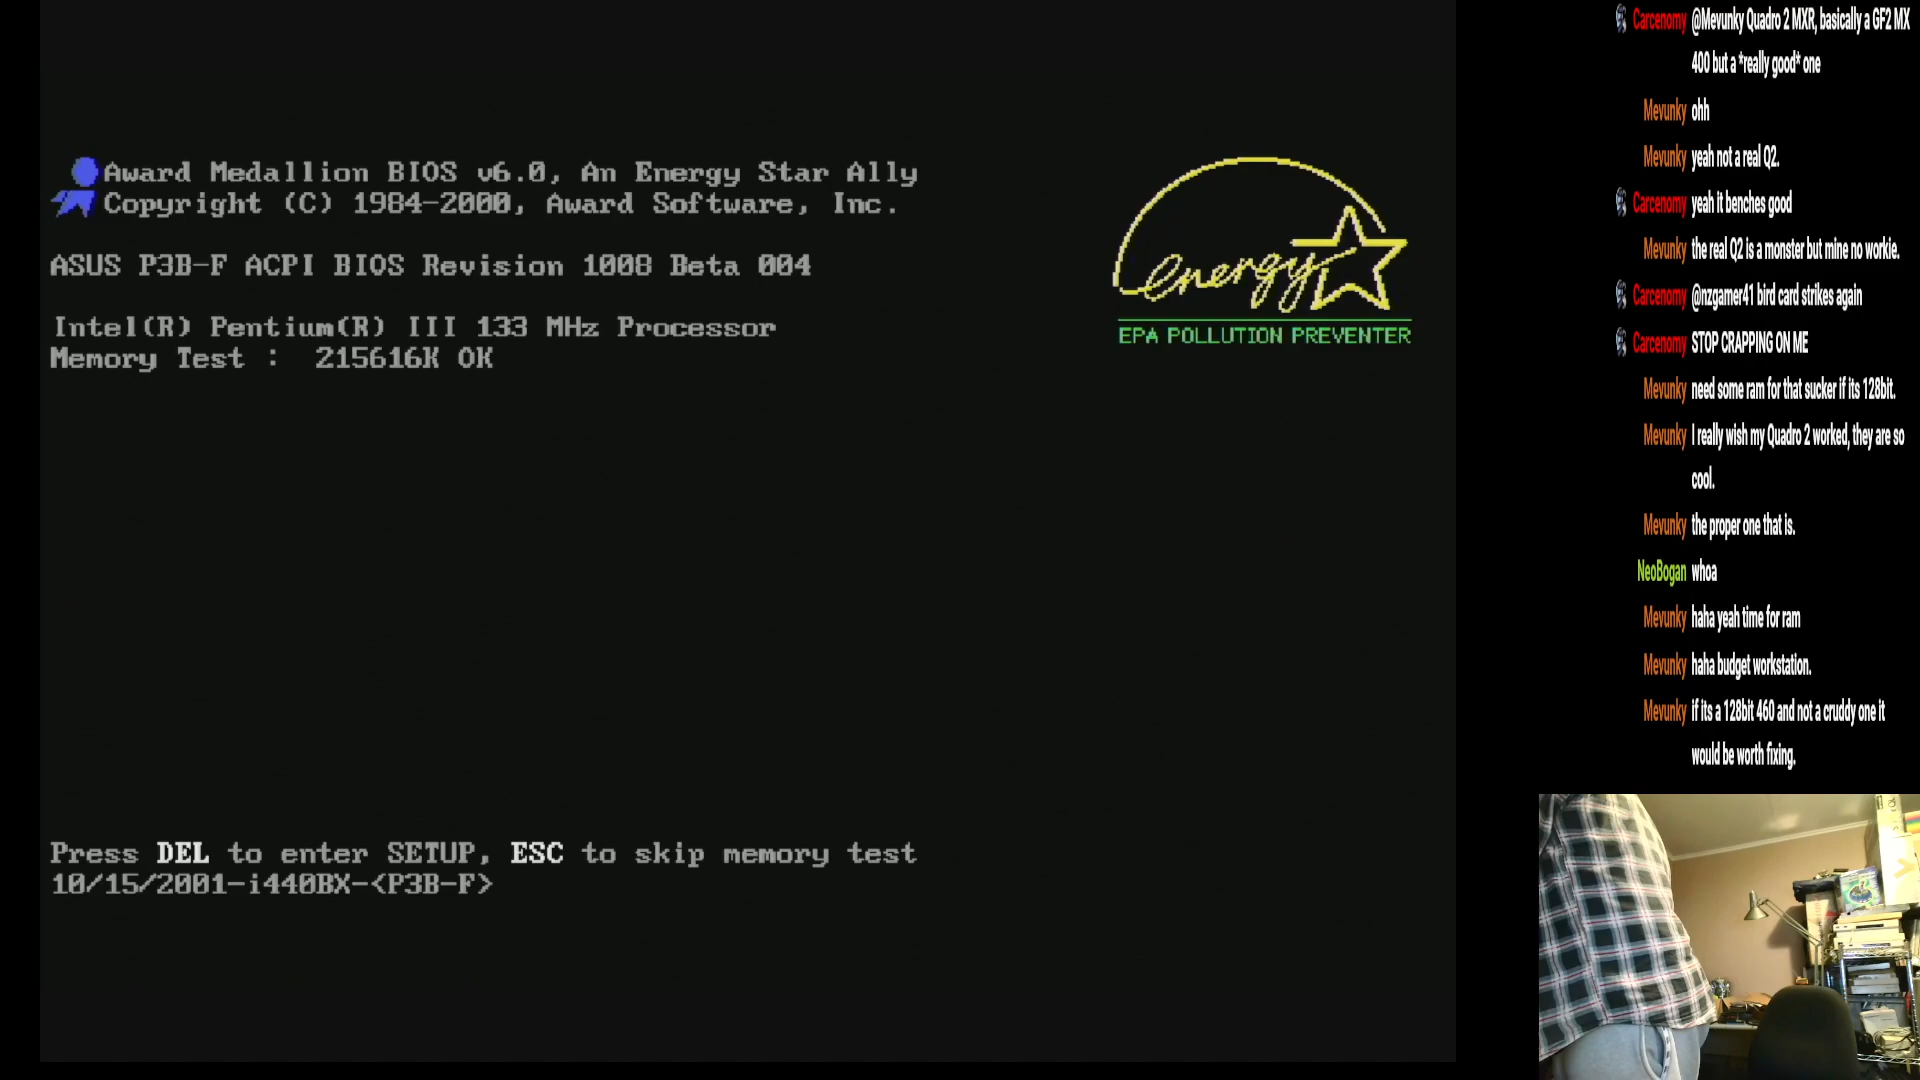 Award Medallion BIOS v6.0, An Energy Star Ally
Copyright (C) 1984-2000, Award Software, Inc.
ASUS P3B-F ACPI BIOS Revision 1008 Beta 004
Intel(R) Pentium(R) III 133 MHz Processor
Memory Test :  215616K OK
energy
EPA POLLUTION PREVENTER
Press DEL to enter SETUP, ESC to skip memory test
10/15/2001-i440BX-<P3B-F>
Carcenomy @Mevunky Quadro 2 MXR, basically a GF2 MX
400 but a *really good* one
Mevunky ohh
Mevunky yeah not a real Q2.
Carcenomy yeah it benches good
Mevunky the real Q2 is a monster but mine no workie.
Carcenomy @nzgamer41 bird card strikes again
Carcenomy STOP CRAPPING ON ME
Mevunky need some ram for that sucker if its 128bit.
Mevunky I really wish my Quadro 2 worked, they are so
cool.
Mevunky the proper one that is.
NeoBogan whoa
Mevunky haha yeah time for ram
Mevunky haha budget workstation.
Mevunky if its a 128bit 460 and not a cruddy one it
would be worth fixing.